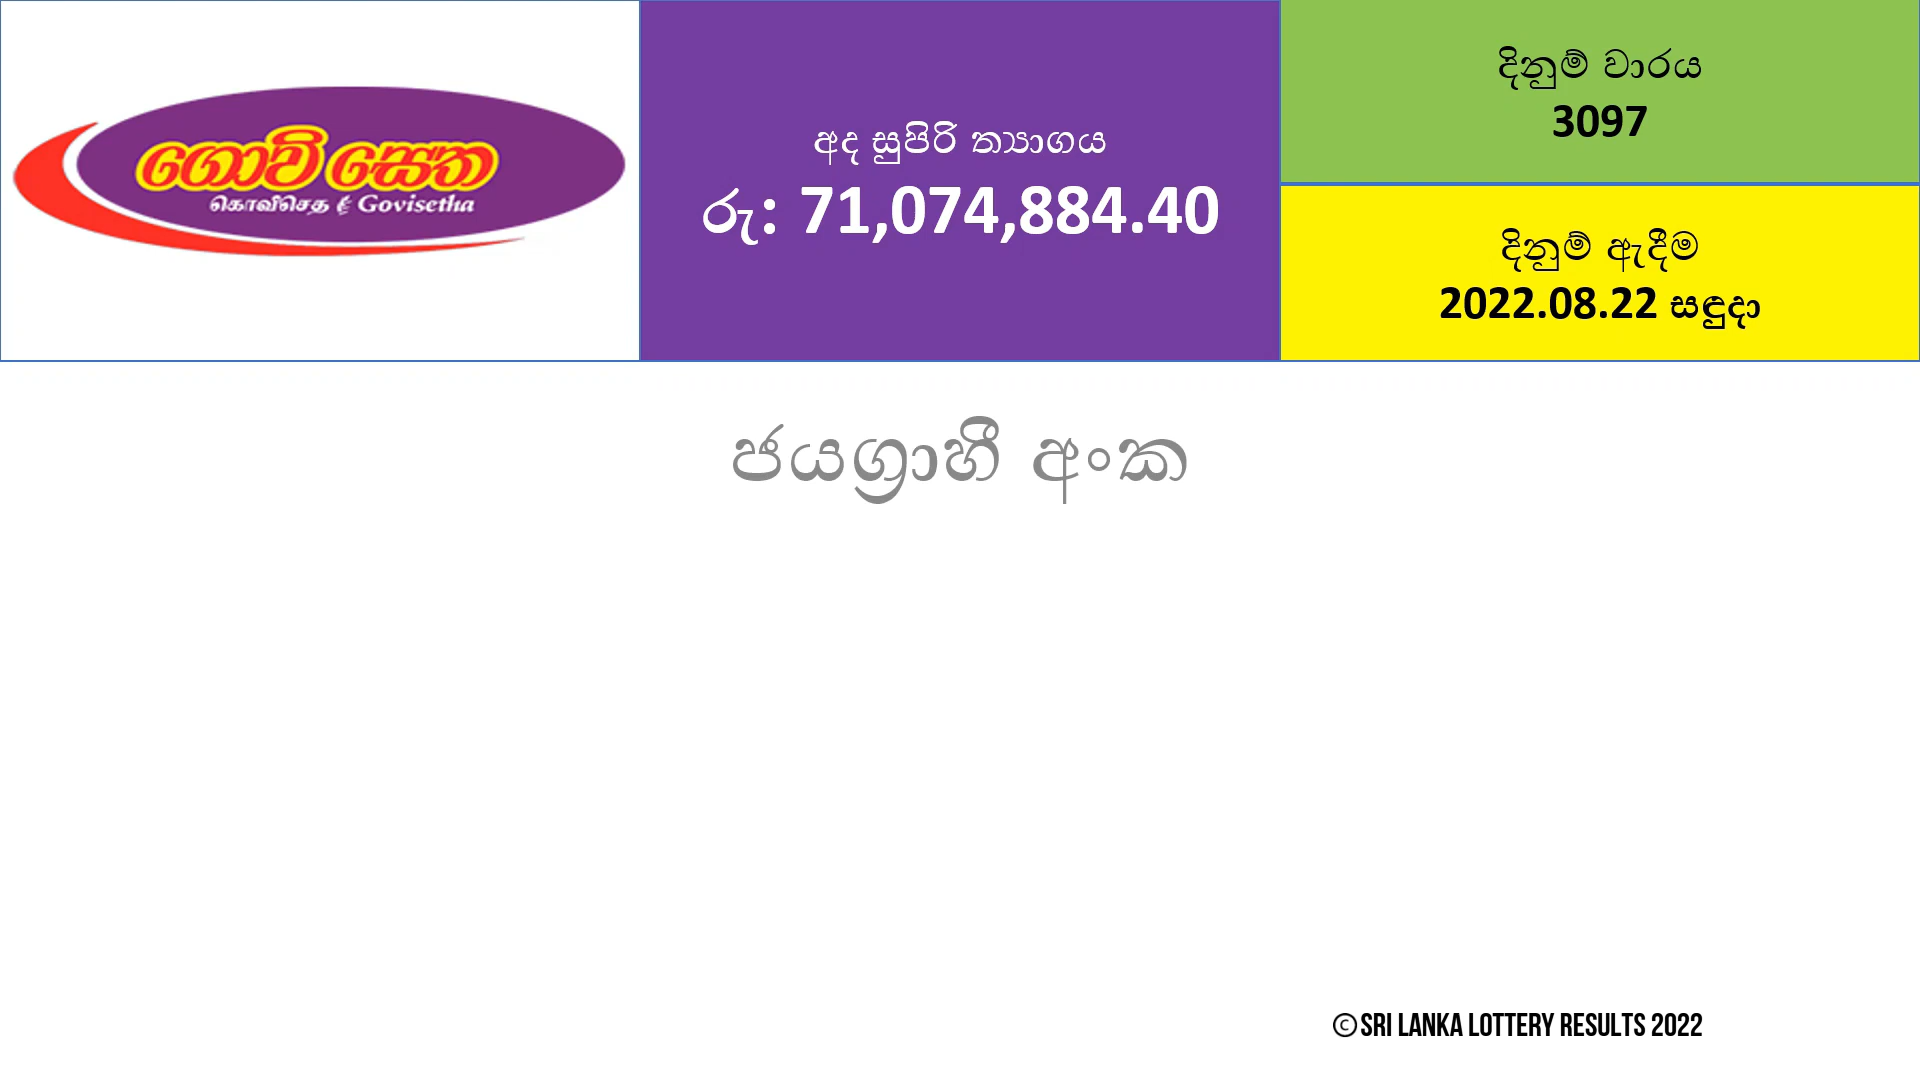 ගොවි සෙත
கொவிசெத Govisetha
අද සුපිරි ත්‍යාගය
රු: 71,074,884.40
දිනුම් වාරය
3097
දිනුම් ඇදීම
2022.08.22 සඳුදා
ජයග්‍රාහී අංක
©SRI LANKA LOTTERY RESULTS 2022